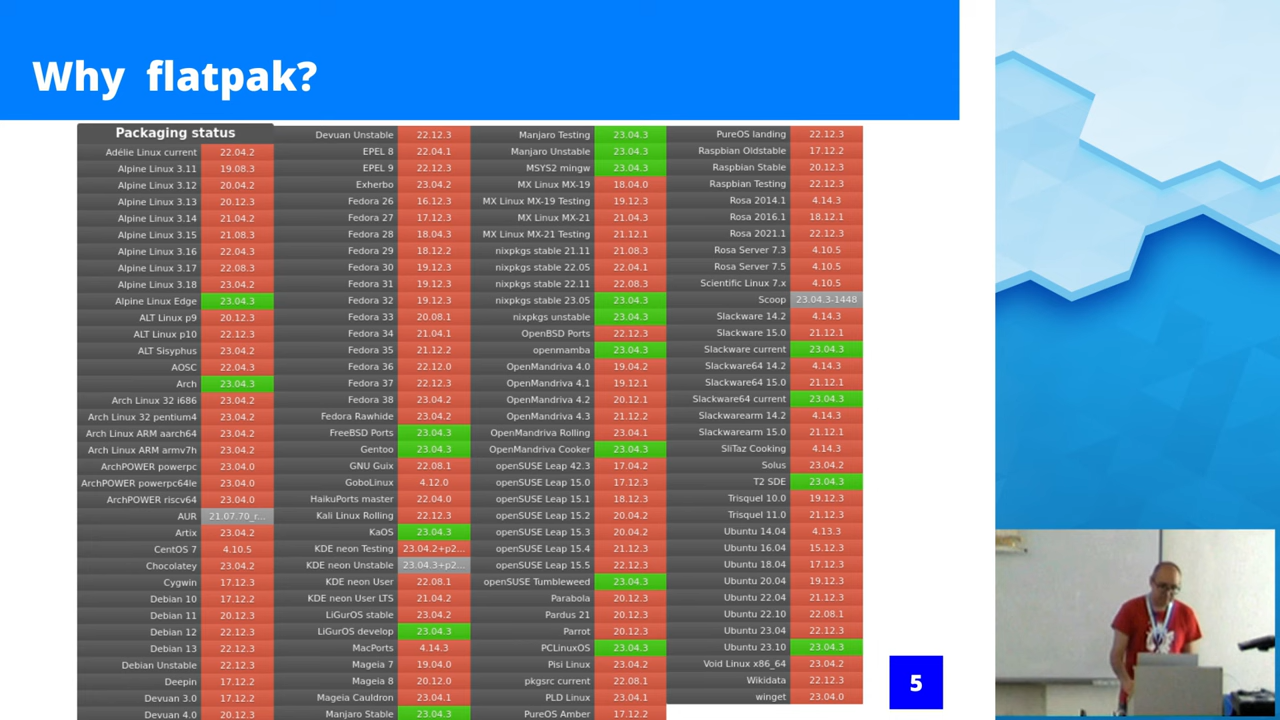 Why flatpak?
Packaging status
Adélie Linux current 22.04.2
Alpine Linux 3.11 19.08.3
Alpine Linux 3.12 20.04.2
Alpine Linux 3.13 20.12.3
Alpine Linux 3.14 21.04.2
Alpine Linux 3.15 21.08.3
Alpine Linux 3.16 22.04.3
Alpine Linux 3.17 22.08.3
Alpine Linux 3.18 23.04.2
Alpine Linux Edge 23.04.3
ALT Linux p9 20.12.3
ALT Linux p10 22.12.3
ALT Sisyphus 23.04.2
AOSC 22.04.3
Arch 23.04.3
Arch Linux 32 i686 23.04.2
Arch Linux 32 pentium4 23.04.2
Arch Linux ARM aarch64 23.04.2
Arch Linux ARM armv7h 23.04.2
ArchPOWER powerpc 23.04.0
ArchPOWER powerpc64le 23.04.0
ArchPOWER riscv64 23.04.0
AUR 21.07.70_r...
Artix 23.04.2
CentOS 7 4.10.5
Chocolatey 23.04.2
Cygwin 17.12.3
Debian 10 17.12.2
Debian 11 20.12.3
Debian 12 22.12.3
Debian 13 22.12.3
Debian Unstable 22.12.3
Deepin 17.12.2
Devuan 3.0 17.12.2
Devuan 4.0 20.12.3
Devuan Unstable 22.12.3
EPEL 8 22.04.1
EPEL 9 22.12.3
Exherbo 23.04.2
Fedora 26 16.12.3
Fedora 27 17.12.3
Fedora 28 18.04.3
Fedora 29 18.12.2
Fedora 30 19.12.3
Fedora 31 19.12.3
Fedora 32 19.12.3
Fedora 33 20.08.1
Fedora 34 21.04.1
Fedora 35 21.12.2
Fedora 36 22.12.0
Fedora 37 22.12.3
Fedora 38 23.04.2
Fedora Rawhide 23.04.2
FreeBSD Ports 23.04.3
Gentoo 23.04.3
GNU Guix 22.08.1
GoboLinux 4.12.0
HaikuPorts master 22.04.0
Kali Linux Rolling 22.12.3
KaOS 23.04.3
KDE neon Testing 23.04.2+p2...
KDE neon Unstable 23.04.3+p2...
KDE neon User 22.08.1
KDE neon User LTS 21.04.2
LiGurOS stable 23.04.2
LiGurOS develop 23.04.3
MacPorts 4.14.3
Mageia 7 19.04.0
Mageia 8 20.12.0
Mageia Cauldron 23.04.1
Manjaro Stable 23.04.3
Manjaro Testing 23.04.3
Manjaro Unstable 23.04.3
MSYS2 mingw 23.04.3
MX Linux MX-19 18.04.0
MX Linux MX-19 Testing 19.12.3
MX Linux MX-21 21.04.3
MX Linux MX-21 Testing 21.12.1
nixpkgs stable 21.11 21.08.3
nixpkgs stable 22.05 22.04.1
nixpkgs stable 22.11 22.08.3
nixpkgs stable 23.05 23.04.3
nixpkgs unstable 23.04.3
OpenBSD Ports 22.12.3
openmamba 23.04.3
OpenMandriva 4.0 19.04.2
OpenMandriva 4.1 19.12.1
OpenMandriva 4.2 20.12.1
OpenMandriva 4.3 21.12.2
OpenMandriva Rolling 23.04.1
OpenMandriva Cooker 23.04.3
openSUSE Leap 42.3 17.04.2
openSUSE Leap 15.0 17.12.3
openSUSE Leap 15.1 18.12.3
openSUSE Leap 15.2 20.04.2
openSUSE Leap 15.3 20.04.2
openSUSE Leap 15.4 21.12.3
openSUSE Leap 15.5 22.12.3
openSUSE Tumbleweed 23.04.3
Parabola 20.12.3
Pardus 21 20.12.3
Parrot 20.12.3
PCLinuxOS 23.04.3
Pisi Linux 23.04.2
pkgsrc current 22.08.1
PLD Linux 23.04.1
PureOS Amber 17.12.2
PureOS landing 22.12.3
Raspbian Oldstable 17.12.2
Raspbian Stable 20.12.3
Raspbian Testing 22.12.3
Rosa 2014.1 4.14.3
Rosa 2016.1 18.12.1
Rosa 2021.1 22.12.3
Rosa Server 7.3 4.10.5
Rosa Server 7.5 4.10.5
Scientific Linux 7.x 4.10.5
Scoop 23.04.3-1448
Slackware 14.2 4.14.3
Slackware 15.0 21.12.1
Slackware current 23.04.3
Slackware64 14.2 4.14.3
Slackware64 15.0 21.12.1
Slackware64 current 23.04.3
Slackwarearm 14.2 4.14.3
Slackwarearm 15.0 21.12.1
SliTaz Cooking 4.14.3
Solus 23.04.2
T2 SDE 23.04.3
Trisquel 10.0 19.12.3
Trisquel 11.0 21.12.3
Ubuntu 14.04 4.13.3
Ubuntu 16.04 15.12.3
Ubuntu 18.04 17.12.3
Ubuntu 20.04 19.12.3
Ubuntu 22.04 21.12.3
Ubuntu 22.10 22.08.1
Ubuntu 23.04 22.12.3
Ubuntu 23.10 23.04.3
Void Linux x86_64 23.04.2
Wikidata 22.12.3
winget 23.04.0
5